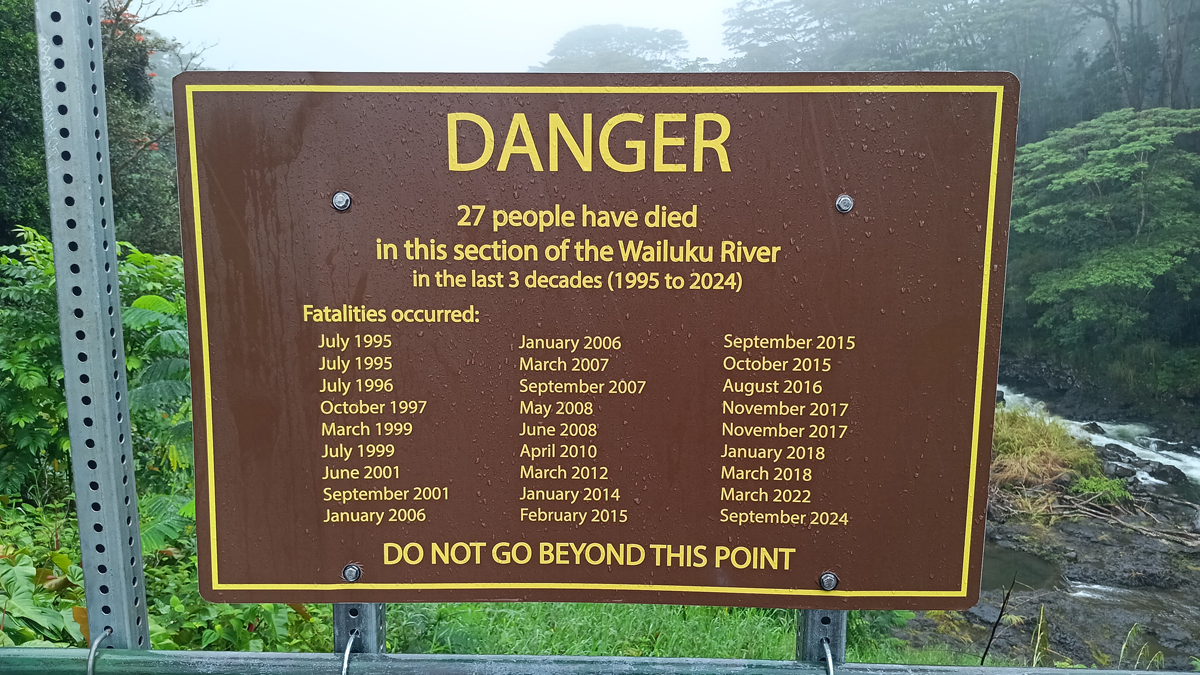 DANGER
27 people have died
in this section of the Wailuku River
in the last 3 decades (1995 to 2024)
Fatalities occurred:
July 1995
July 1995
July 1996
October 1997
March 1999
July 1999
June 2001
September 2001
January 2006
January 2006
March 2007
September 2007
May 2008
June 2008
April 2010
March 2012
January 2014
February 2015
September 2015
October 2015
August 2016
November 2017
November 2017
January 2018
March 2018
March 2022
September 2024
DO NOT GO BEYOND THIS POINT